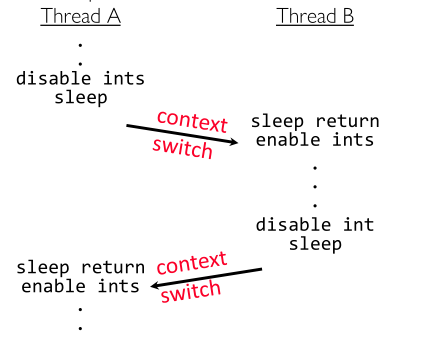 Thread A
Thread B
.
.
disable ints
sleep
context
switch
sleep return
enable ints
.
.
.
disable int
sleep
context
switch
sleep return
enable ints
.
.